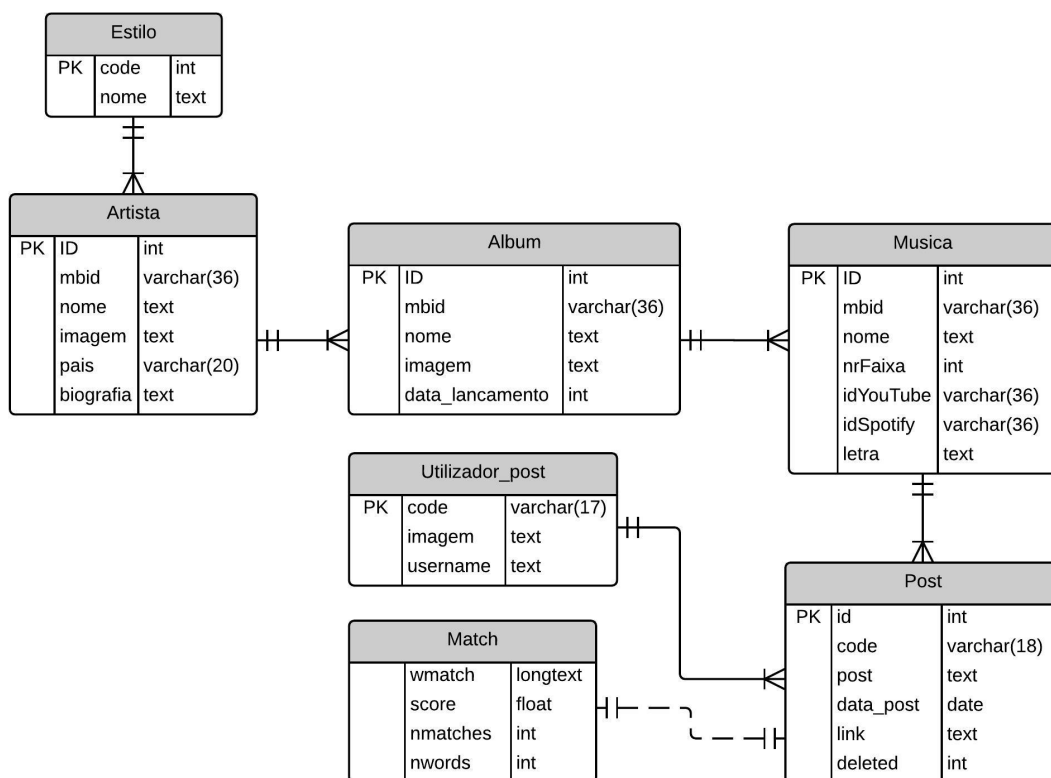 Estilo
PK code int
nome text
Artista
PK ID int
mbid varchar(36)
nome text
imagem text
pais varchar(20)
biografia text
Album
PK ID int
mbid varchar(36)
nome text
imagem text
data_lancamento int
Musica
PK ID int
mbid varchar(36)
nome text
nrFaixa int
idYouTube varchar(36)
idSpotify varchar(36)
letra text
Utilizador_post
PK code varchar(17)
imagem text
username text
Match
wmatch longtext
score float
nmatches int
nwords int
Post
PK id int
code varchar(18)
post text
data_post date
link text
deleted int